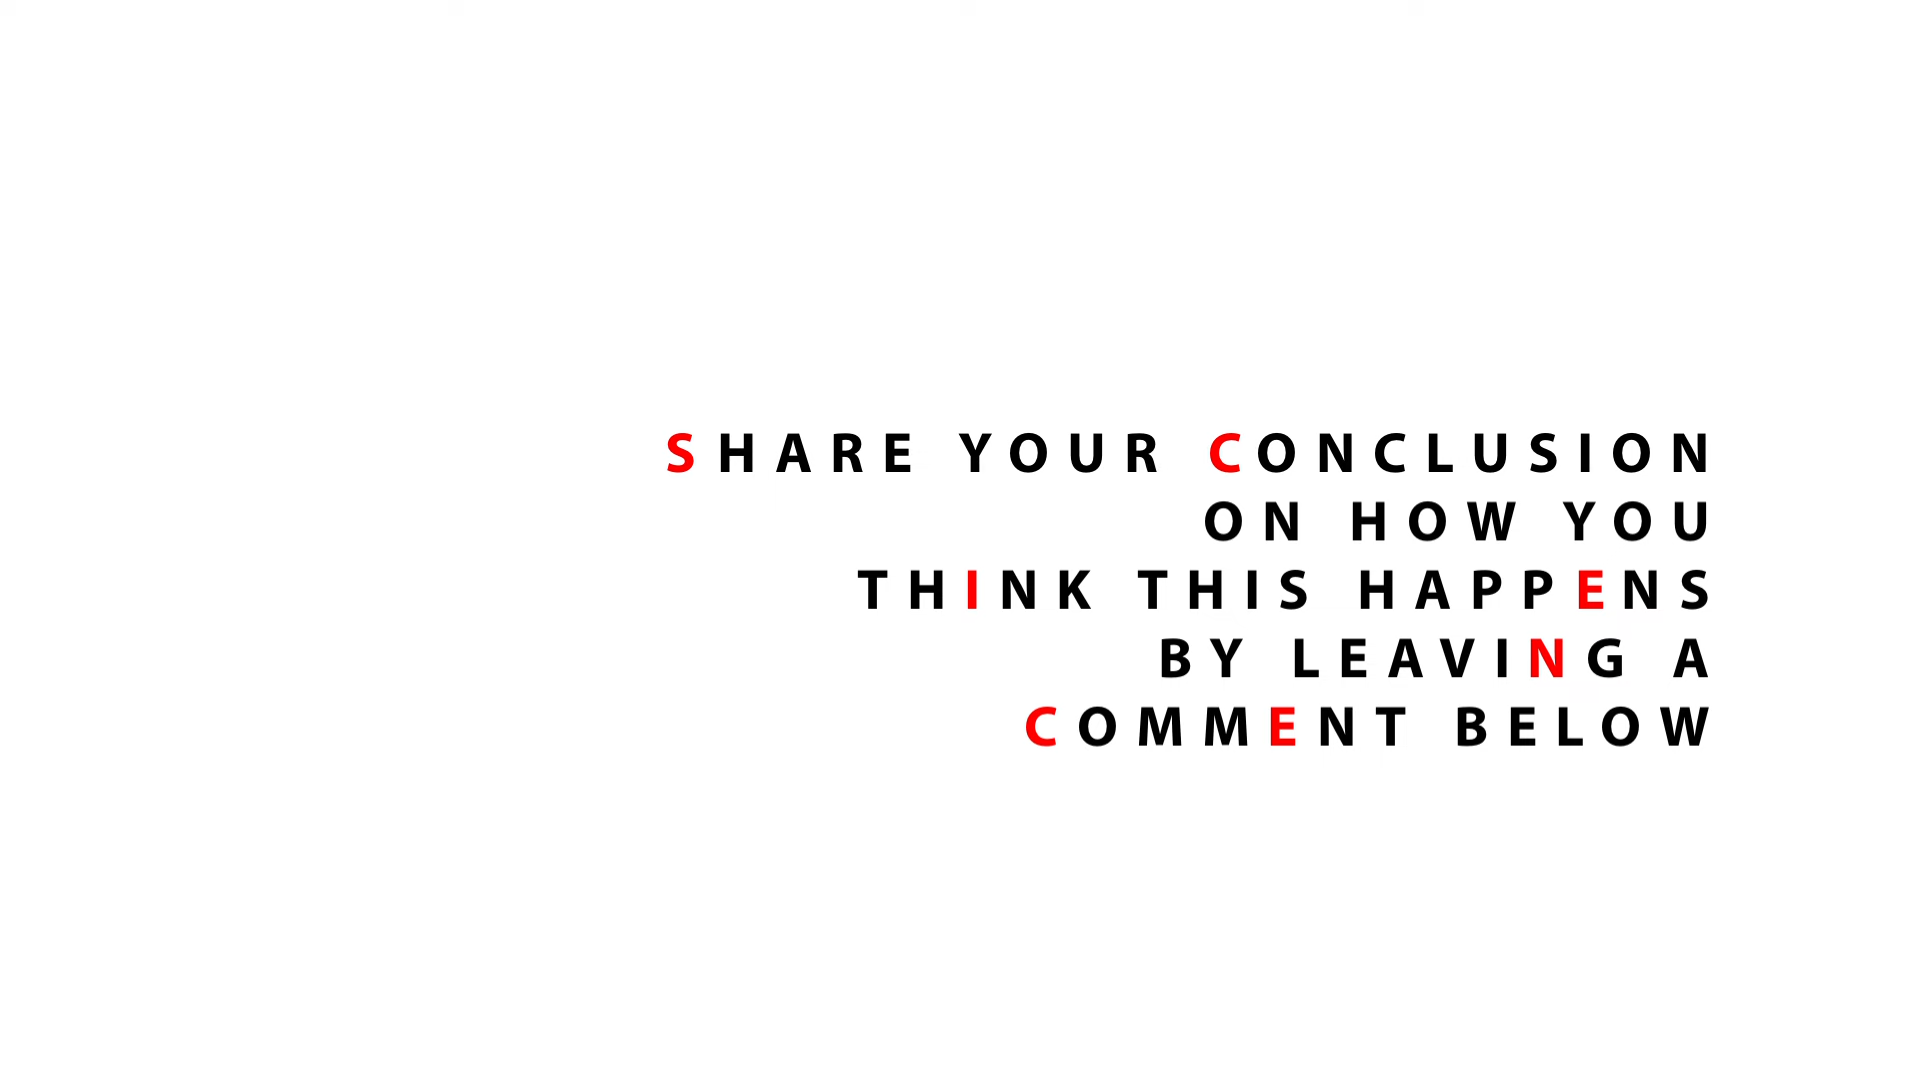 SHARE YOUR CONCLUSION
ON HOW YOU
THINK THIS HAPPENS
BY LEAVING A
COMMENT BELOW